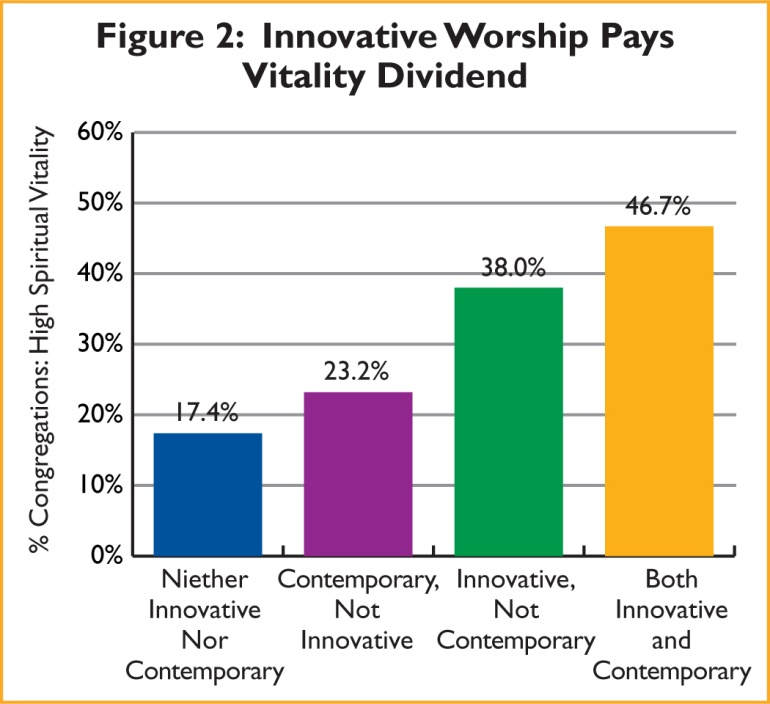 Figure 2: Innovative Worship Pays
Vitality Dividend
% Congregations: High Spiritual Vitality
60%
50%
40%
30%
20%
10%
0%
17.4%
23.2%
38.0%
46.7%
Niether
Innovative
Nor
Contemporary
Contemporary,
Not
Innovative
Innovative,
Not
Contemporary
Both
Innovative
and
Contemporary